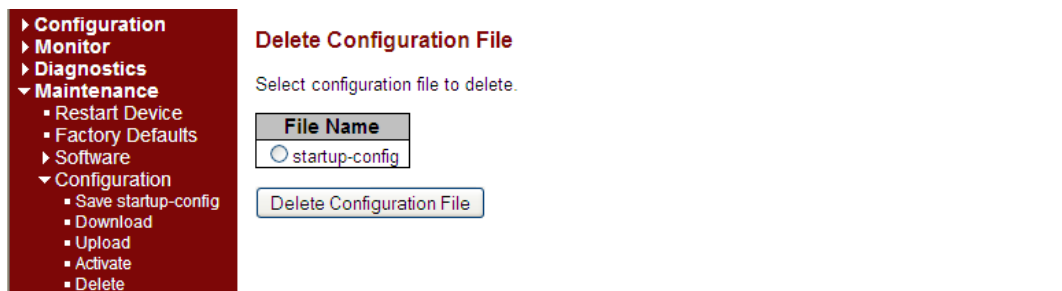 Configuration
Monitor
Diagnostics
Maintenance
Restart Device
Factory Defaults
Software
Configuration
Save startup-config
Download
Upload
Activate
Delete
Delete Configuration File
Select configuration file to delete.
File Name
startup-config
Delete Configuration File